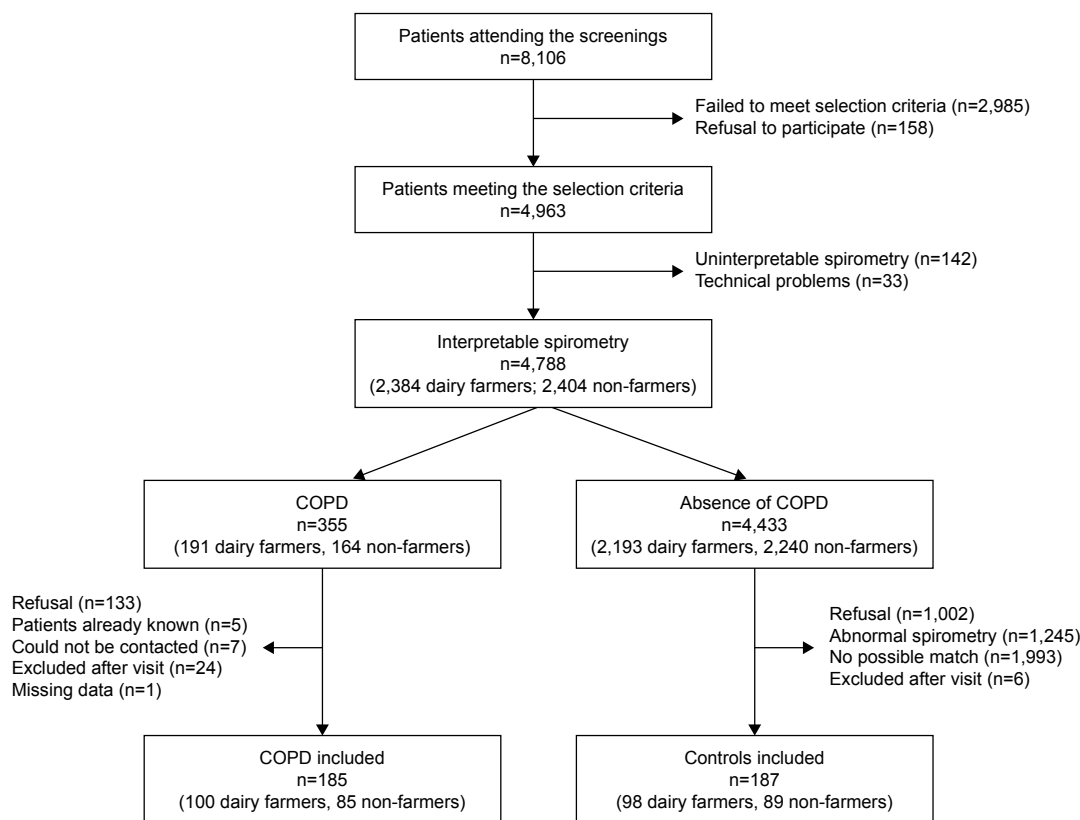 Patients attending the screenings
n=8,106
Failed to meet selection criteria (n=2,985)
Refusal to participate (n=158)
Patients meeting the selection criteria
n=4,963
Uninterpretable spirometry (n=142)
Technical problems (n=33)
Interpretable spirometry
n=4,788
(2,384 dairy farmers; 2,404 non-farmers)
COPD
n=355
(191 dairy farmers, 164 non-farmers)
Absence of COPD
n=4,433
(2,193 dairy farmers, 2,240 non-farmers)
Refusal (n=133)
Patients already known (n=5)
Could not be contacted (n=7)
Excluded after visit (n=24)
Missing data (n=1)
Refusal (n=1,002)
Abnormal spirometry (n=1,245)
No possible match (n=1,993)
Excluded after visit (n=6)
COPD included
n=185
(100 dairy farmers, 85 non-farmers)
Controls included
n=187
(98 dairy farmers, 89 non-farmers)